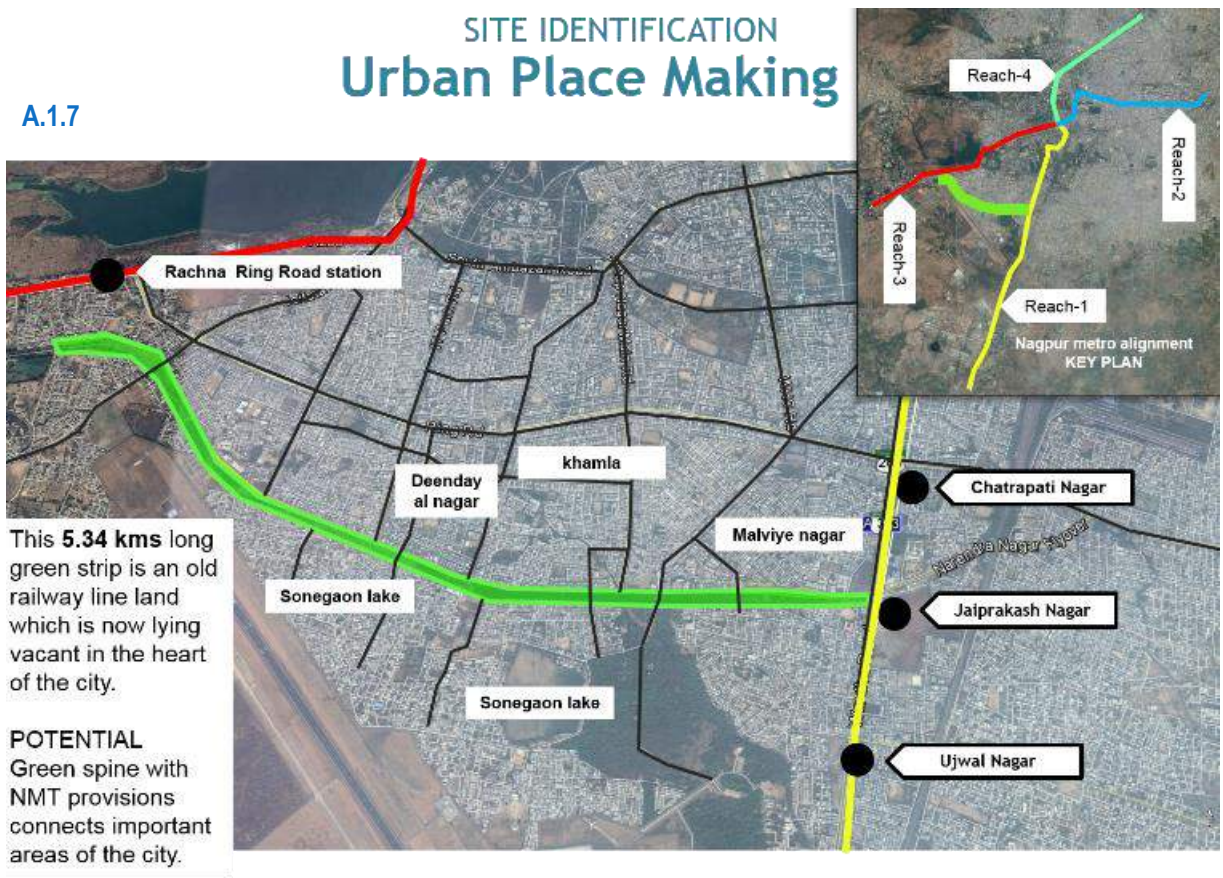 SITE IDENTIFICATION
Urban Place Making
A.1.7
Reach-4
Reach-2
Reach-3
Reach-1
Nagpur metro alignment
KEY PLAN
Rachna Ring Road station
khamla
Deenday
al nagar
Chatrapati Nagar
Malviye nagar
Narendra Nagar flyover
Sonegaon lake
Jaiprakash Nagar
Sonegaon lake
Ujwal Nagar
This 5.34 kms long
green strip is an old
railway line land
which is now lying
vacant in the heart
of the city.
POTENTIAL
Green spine with
NMT provisions
connects important
areas of the city.